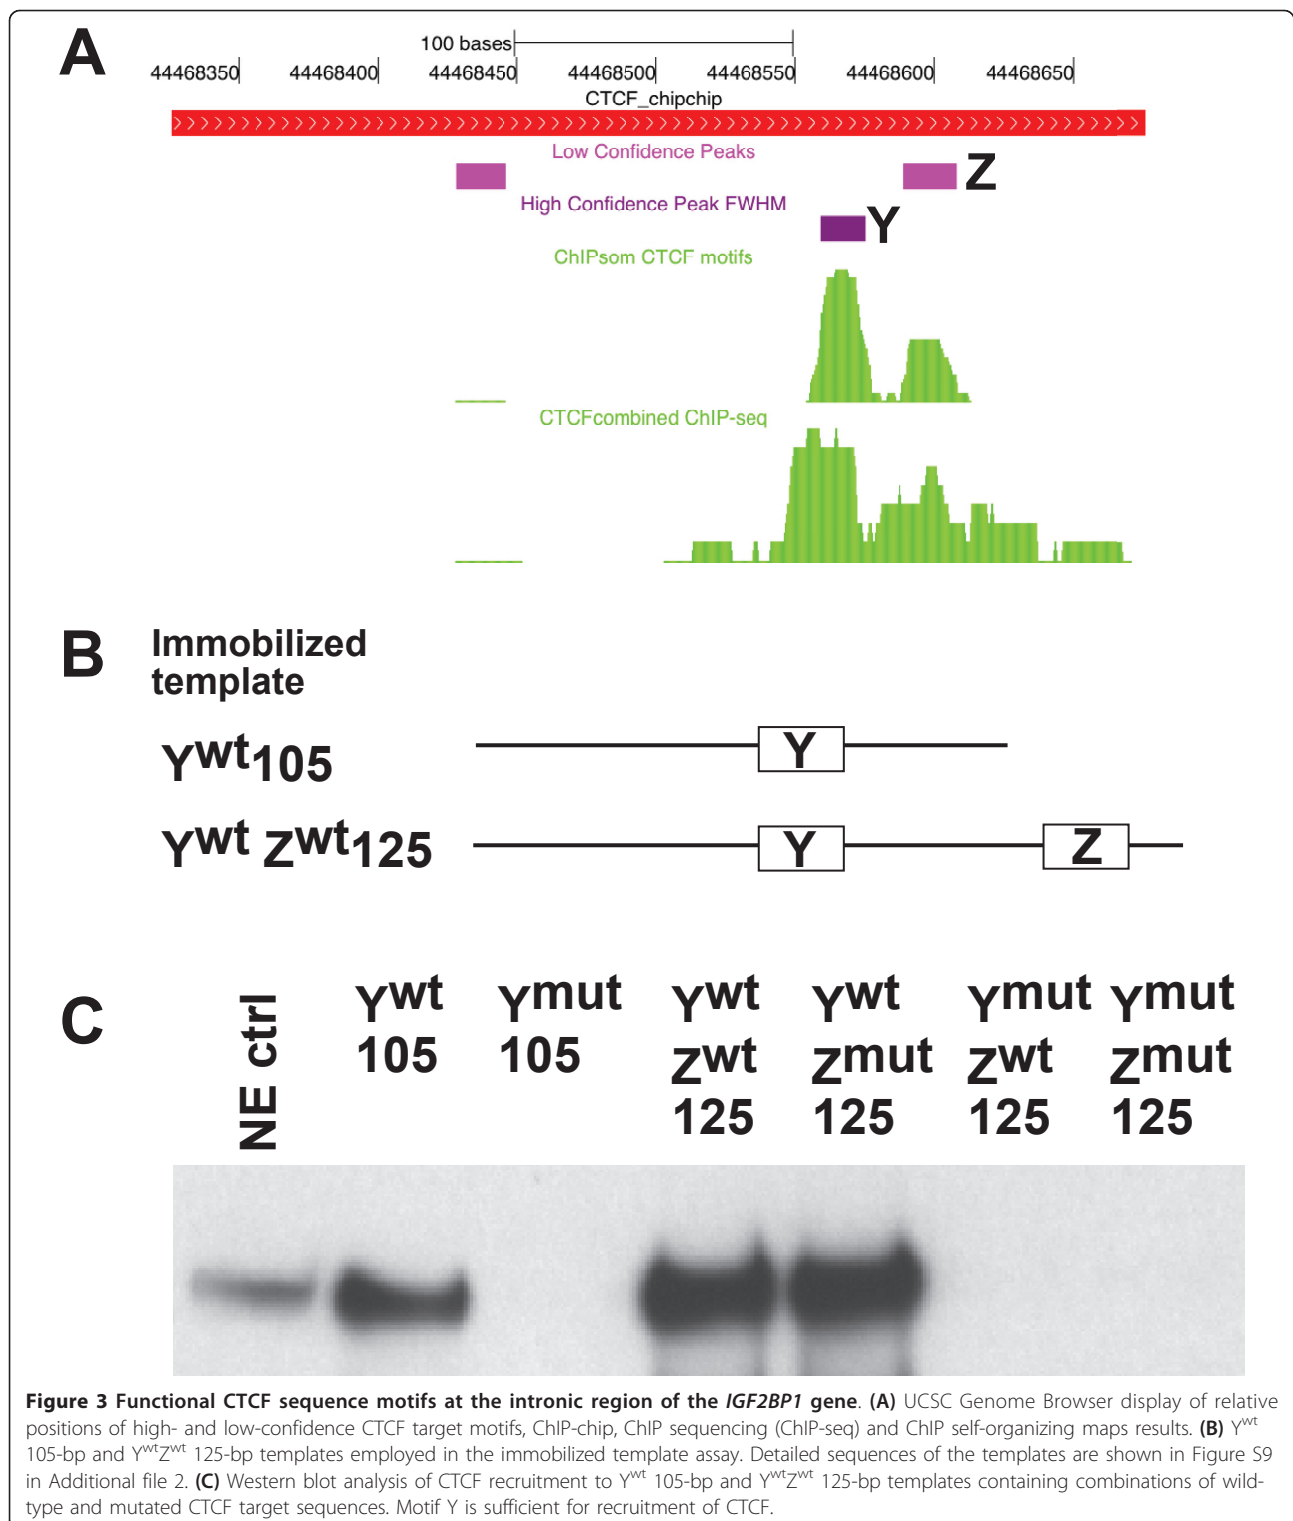 A
100 bases
44468350 44468400 44468450 44468500 44468550 44468600 44468650
CTCF_chipchip
Low Confidence Peaks
Z
High Confidence Peak FWHM
Y
ChIPsom CTCF motifs
CTCFcombined ChIP-seq
B
Immobilized
template
Ywt105
Y
Ywt Zwt125
Y Z
C
NE ctrl
Ywt Ymut Ywt Ywt Ymut Ymut
105 105 Zwt Zmut Zwt Zmut
125 125 125 125
Figure 3 Functional CTCF sequence motifs at the intronic region of the IGF2BP1 gene. (A) UCSC Genome Browser display of relative
positions of high- and low-confidence CTCF target motifs, ChIP-chip, ChIP sequencing (ChIP-seq) and ChIP self-organizing maps results. (B) Ywt
105-bp and YwtZwt 125-bp templates employed in the immobilized template assay. Detailed sequences of the templates are shown in Figure S9
in Additional file 2. (C) Western blot analysis of CTCF recruitment to Ywt 105-bp and YwtZwt 125-bp templates containing combinations of wild-
type and mutated CTCF target sequences. Motif Y is sufficient for recruitment of CTCF.